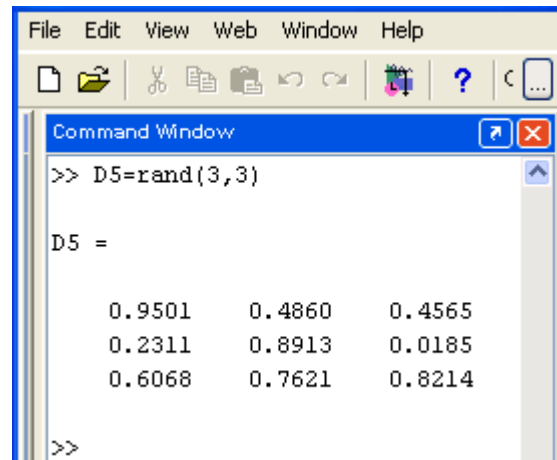 File Edit View Web Window Help
? C ...
Command Window
>> D5=rand(3,3)
D5 =
0.9501 0.4860 0.4565
0.2311 0.8913 0.0185
0.6068 0.7621 0.8214
>>